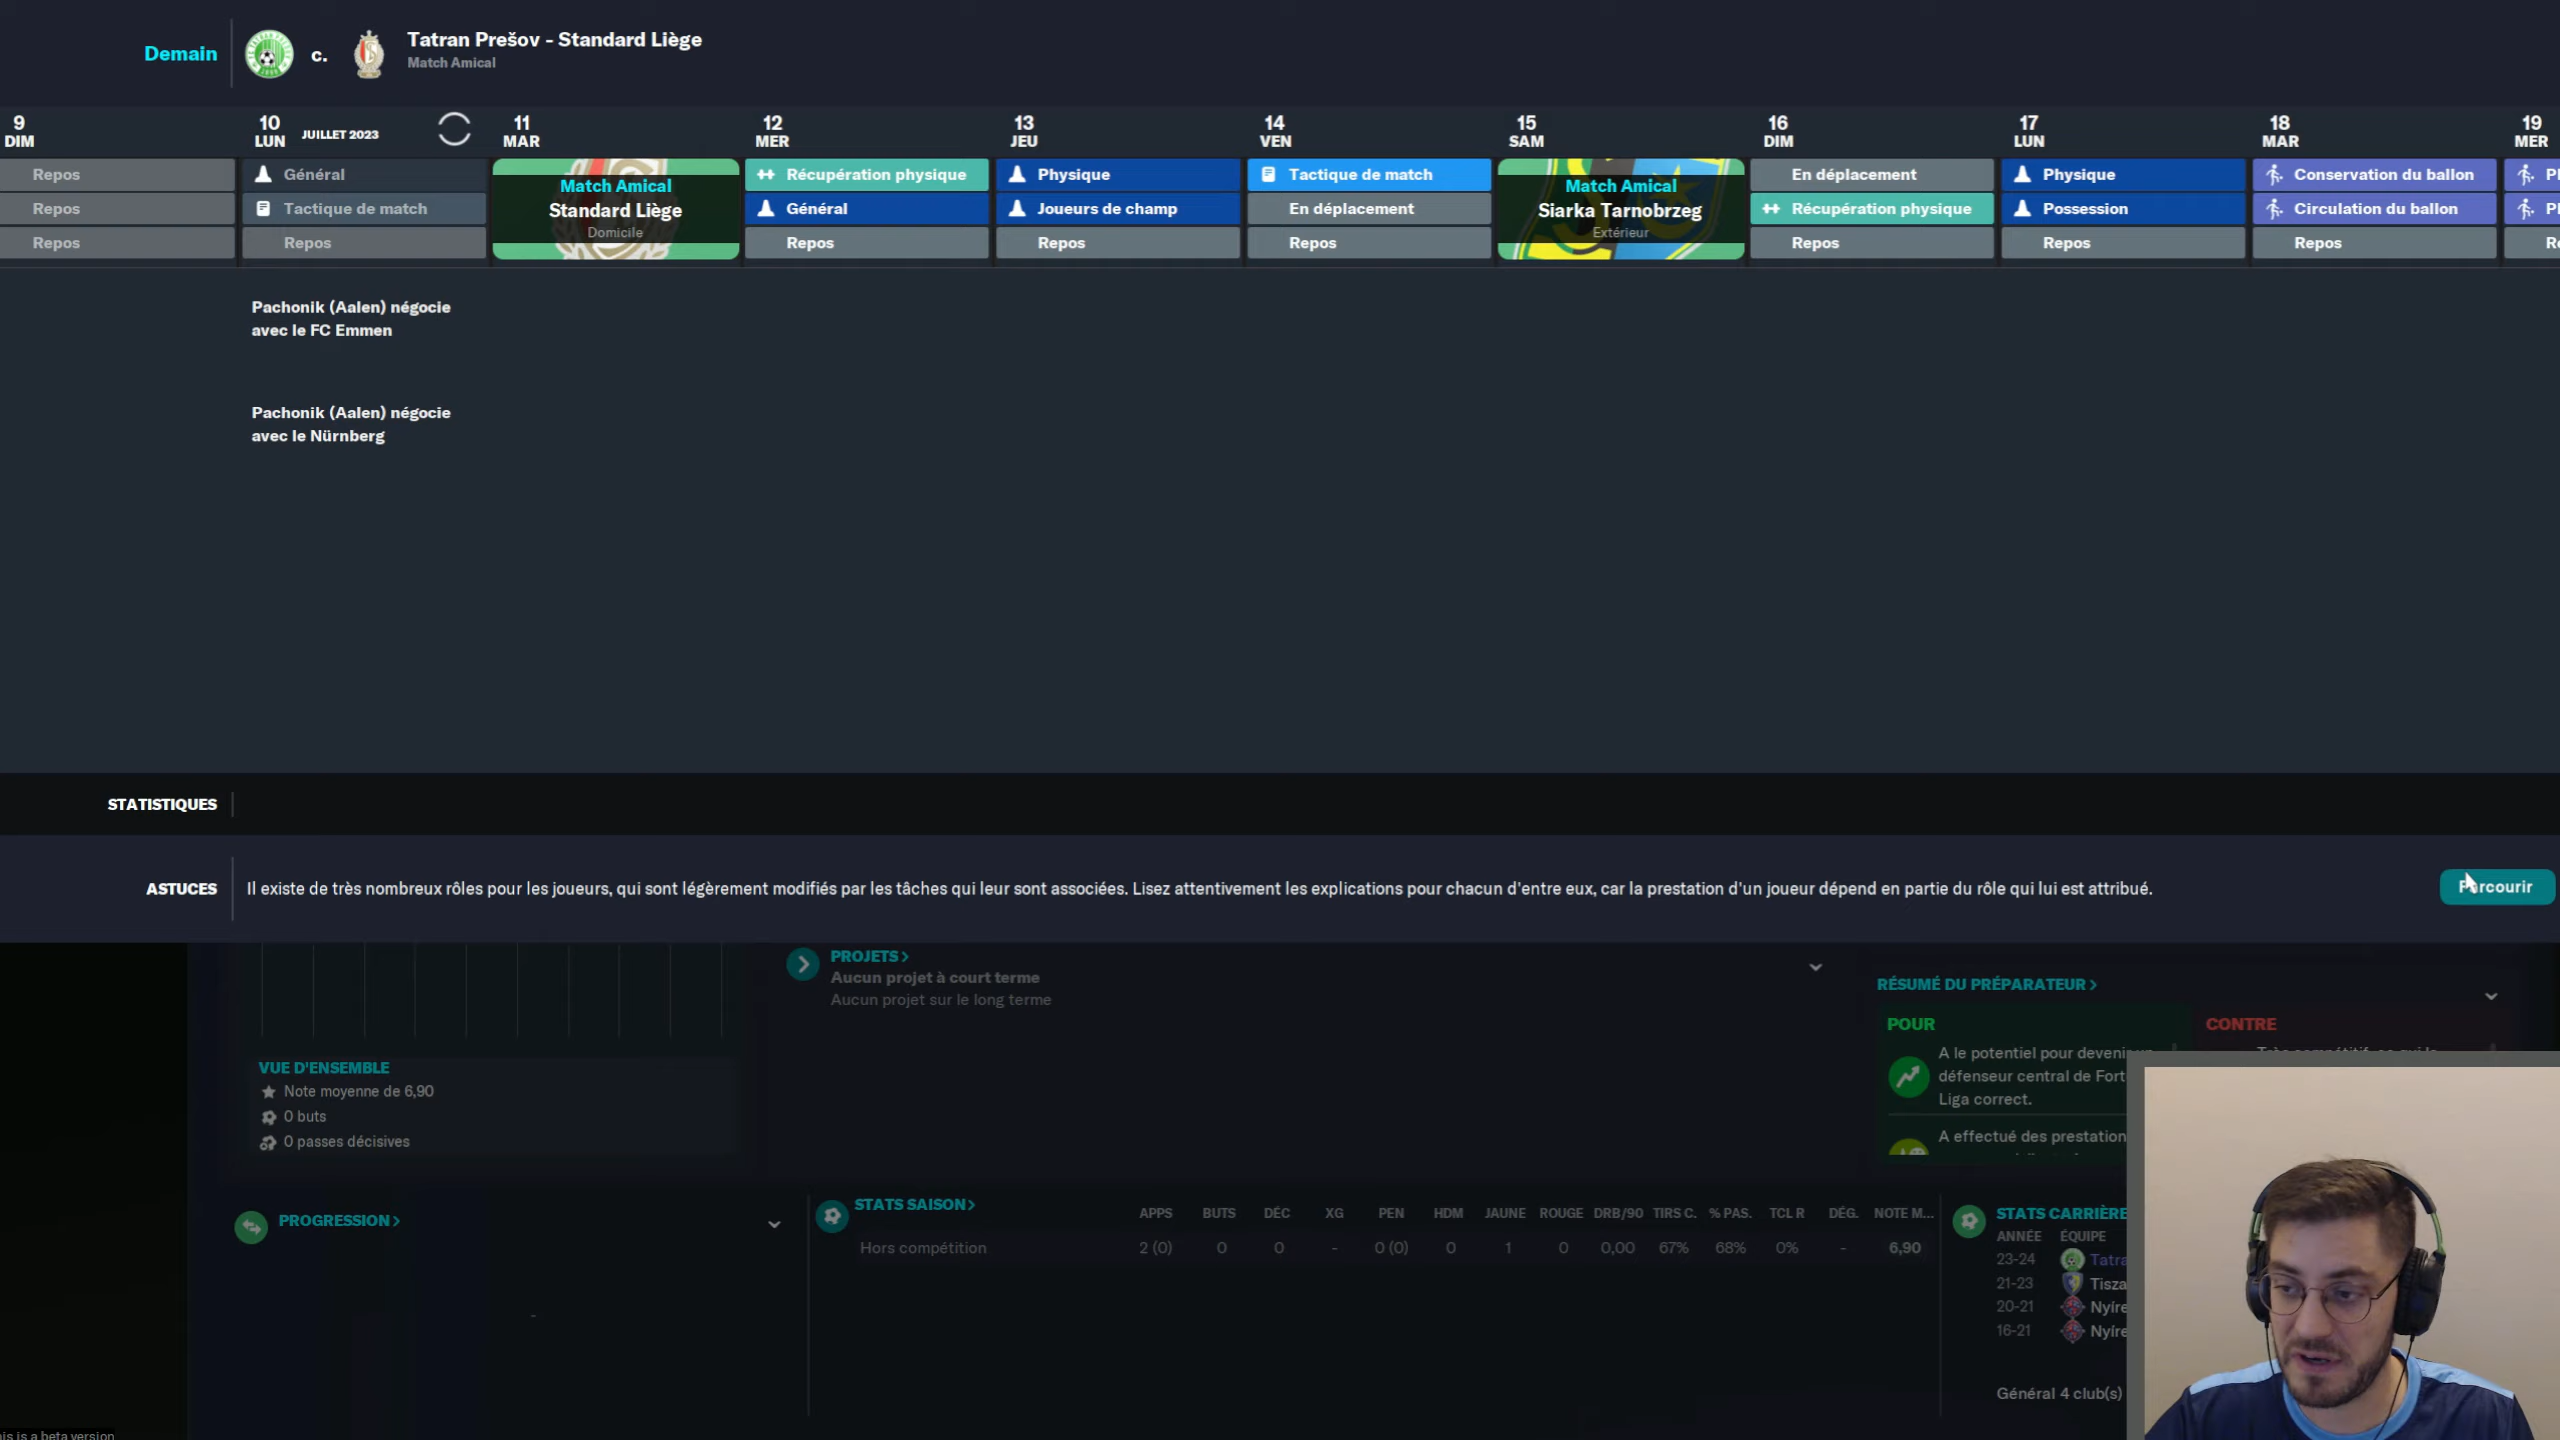 Demain
c.
Tatran Prešov - Standard Liège
Match Amical
9
DIM
10
LUN
JUILLET 2023
11
MAR
12
MER
13
JEU
14
VEN
15
SAM
16
DIM
17
LUN
18
MAR
19
MER
Repos
Repos
Repos
Général
Tactique de match
Repos
Match Amical
Standard Liège
Domicile
Récupération physique
Général
Repos
Physique
Joueurs de champ
Repos
Tactique de match
En déplacement
Repos
Match Amical
Siarka Tarnobrzeg
Extérieur
En déplacement
Récupération physique
Repos
Physique
Possession
Repos
Conservation du ballon
Circulation du ballon
Repos
Pachonik (Aalen) négocie
avec le FC Emmen
Pachonik (Aalen) négocie
avec le Nürnberg
STATISTIQUES
ASTUCES
Il existe de très nombreux rôles pour les joueurs, qui sont légèrement modifiés par les tâches qui leur sont associées. Lisez attentivement les explications pour chacun d'entre eux, car la prestation d'un joueur dépend en partie du rôle qui lui est attribué.
Parcourir
PROJETS >
Aucun projet à court terme
Aucun projet sur le long terme
RÉSUMÉ DU PRÉPARATEUR >
POUR
CONTRE
A le potentiel pour devenir
défenseur central de Fort
Liga correct.
A effectué des prestation
VUE D'ENSEMBLE
Note moyenne de 6,90
0 buts
0 passes décisives
PROGRESSION >
-
STATS SAISON >
APPS BUTS DÉC XG PEN HDM JAUNE ROUGE DRB/90 TIRS C. % PAS. TCL R DÉG. NOTE M...
Hors compétition 2 (0) 0 0 - 0 (0) 0 1 0 0,00 67% 68% 0% - 6,90
STATS CARRIÈRE
ANNÉE ÉQUIPE
23-24 Tatra
21-23 Tisza
20-21 Nyíre
16-21 Nyíre
Général 4 club(s)
is is a beta version